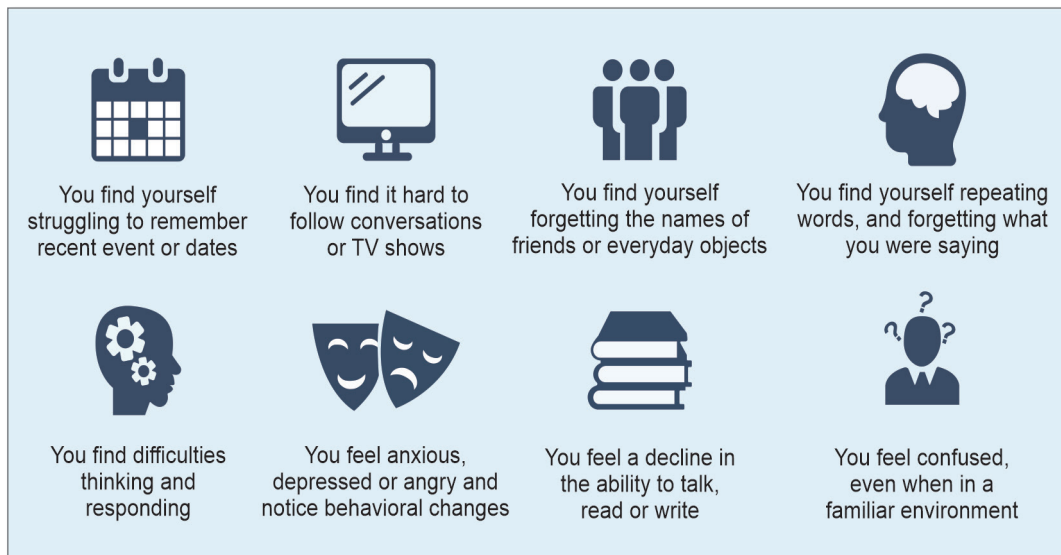 You find yourself
struggling to remember
recent event or dates
You find it hard to
follow conversations
or TV shows
You find yourself
forgetting the names of
friends or everyday objects
You find yourself repeating
words, and forgetting what
you were saying
? ? ?
You find difficulties
thinking and
responding
You feel anxious,
depressed or angry and
notice behavioral changes
You feel a decline in
the ability to talk,
read or write
You feel confused,
even when in a
familiar environment